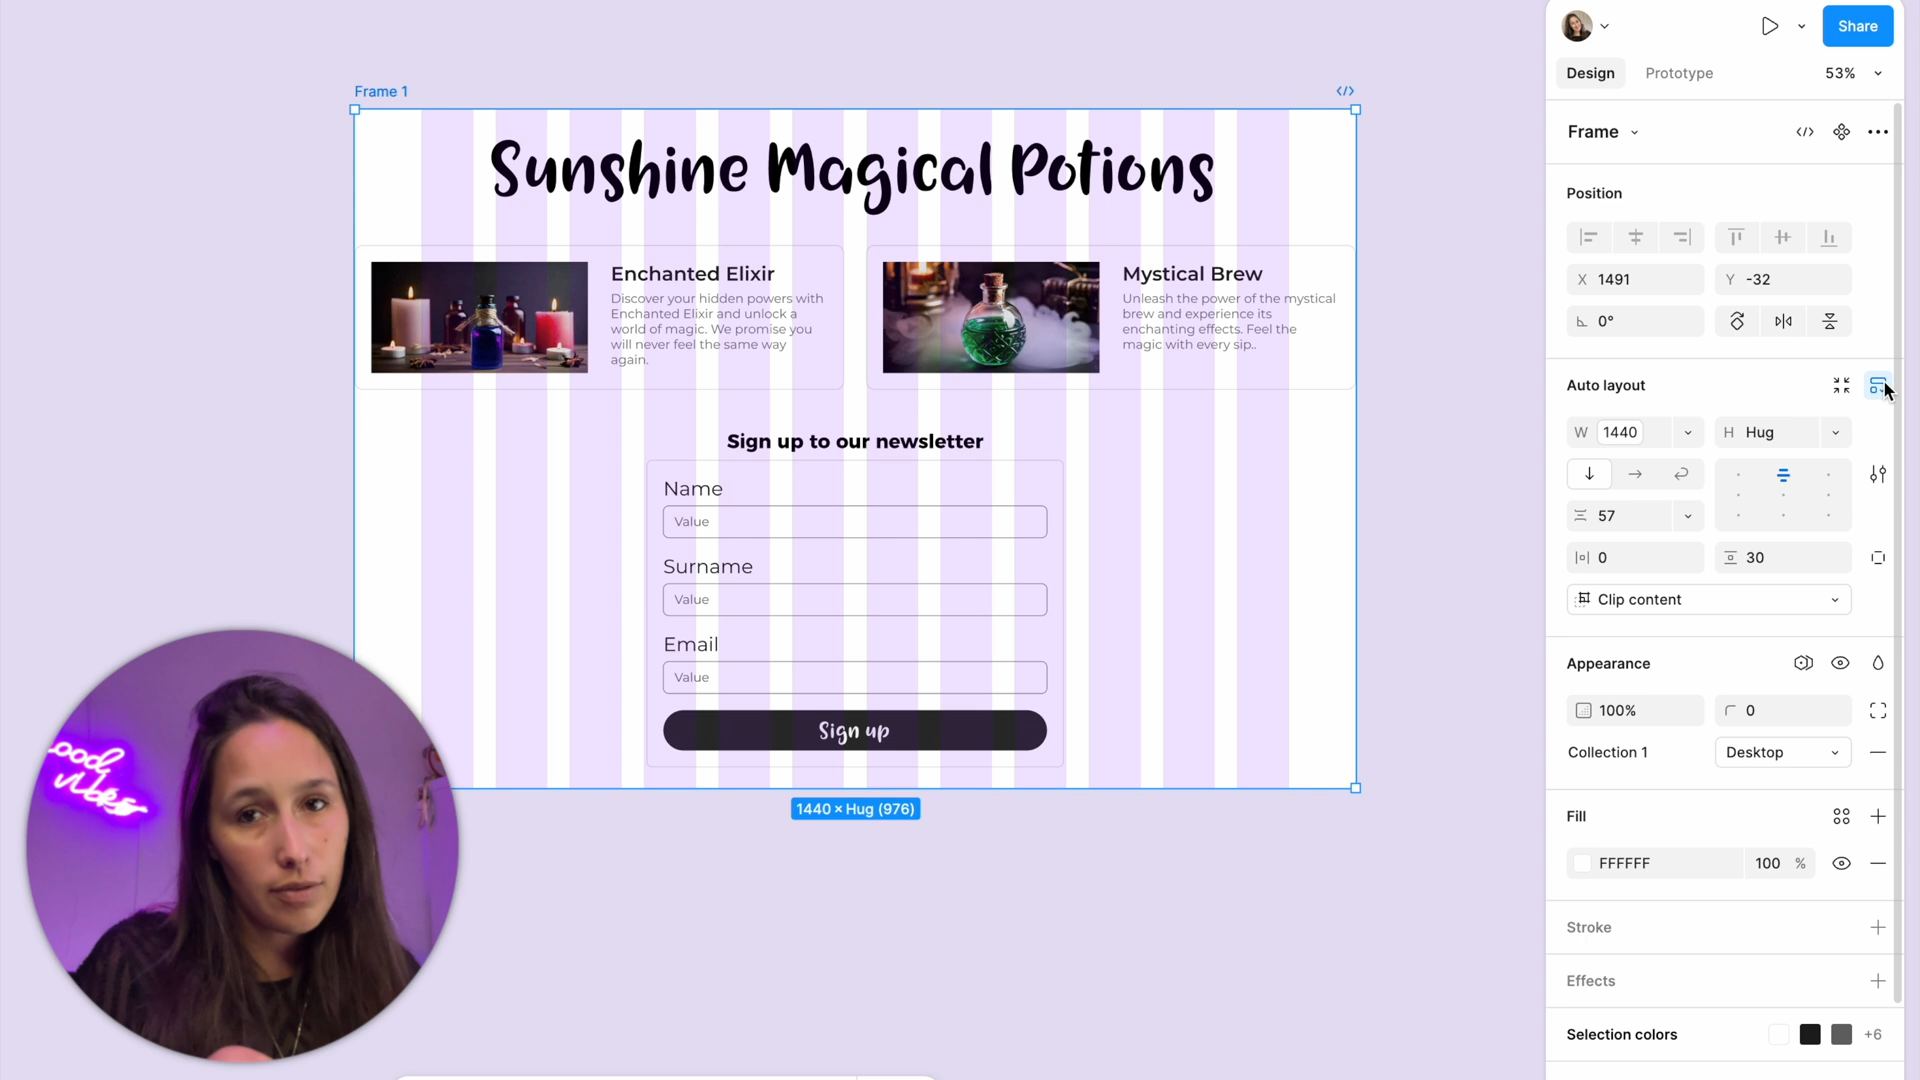 Frame 1
</>
Sunshine Magical Potions
Enchanted Elixir
Discover your hidden powers with
Enchanted Elixir and unlock a
world of magic. We promise you
will never feel the same way
again.
Mystical Brew
Unleash the power of the mystical
brew and experience its
enchanting effects. Feel the
magic with every sip..
Sign up to our newsletter
Name
Value
Surname
Value
Email
Value
Sign up
1440 × Hug (976)
ood
vibes
Share
Design Prototype 53%
Frame </>
Position
X 1491 Y -32
0°
Auto layout
W 1440 H Hug
57
0 30
Clip content
Appearance
100% 0
Collection 1 Desktop
Fill
FFFFFF 100 %
Stroke
Effects
Selection colors +6